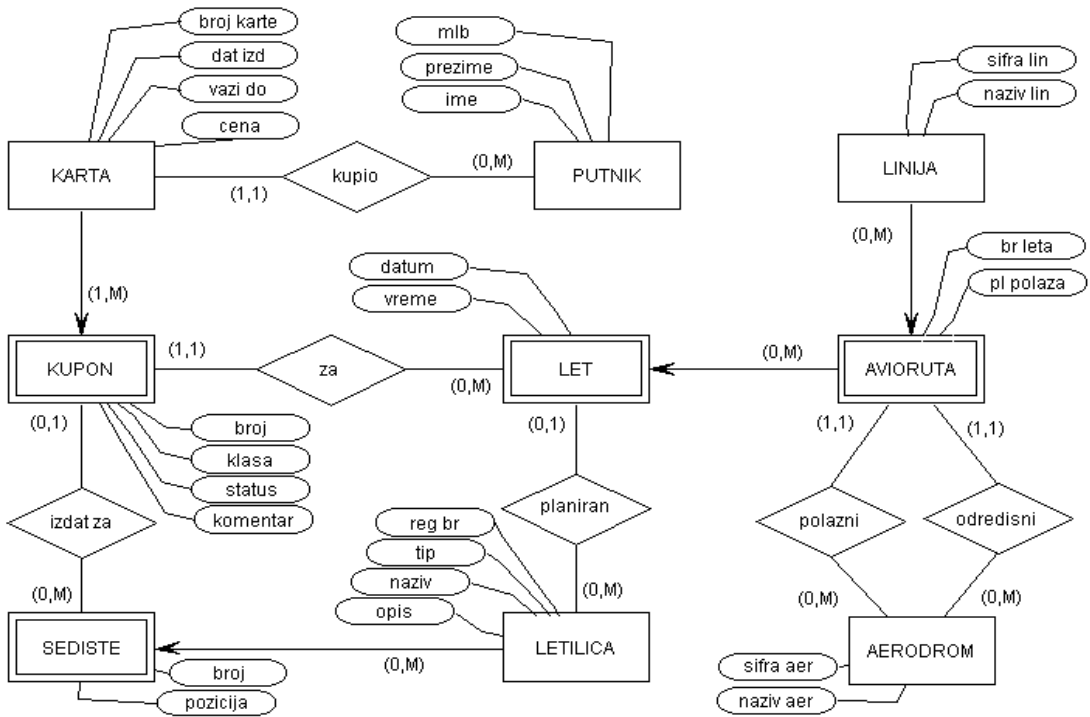 broj karte
dat izd
vazi do
cena
KARTA
(1,1)
kupio
(0,M)
mlb
prezime
ime
PUTNIK
sifra lin
naziv lin
LINIJA
(0,M)
br leta
pl polaza
(1,M)
KUPON
(1,1)
za
(0,M)
datum
vreme
LET
(0,M)
AVIORUTA
(0,1)
broj
klasa
status
komentar
(0,1)
(1,1)
(1,1)
izdat za
planiran
polazni
odredisni
reg br
tip
naziv
opis
(0,M)
(0,M)
(0,M)
(0,M)
SEDISTE
(0,M)
LETILICA
AERODROM
broj
pozicija
sifra aer
naziv aer